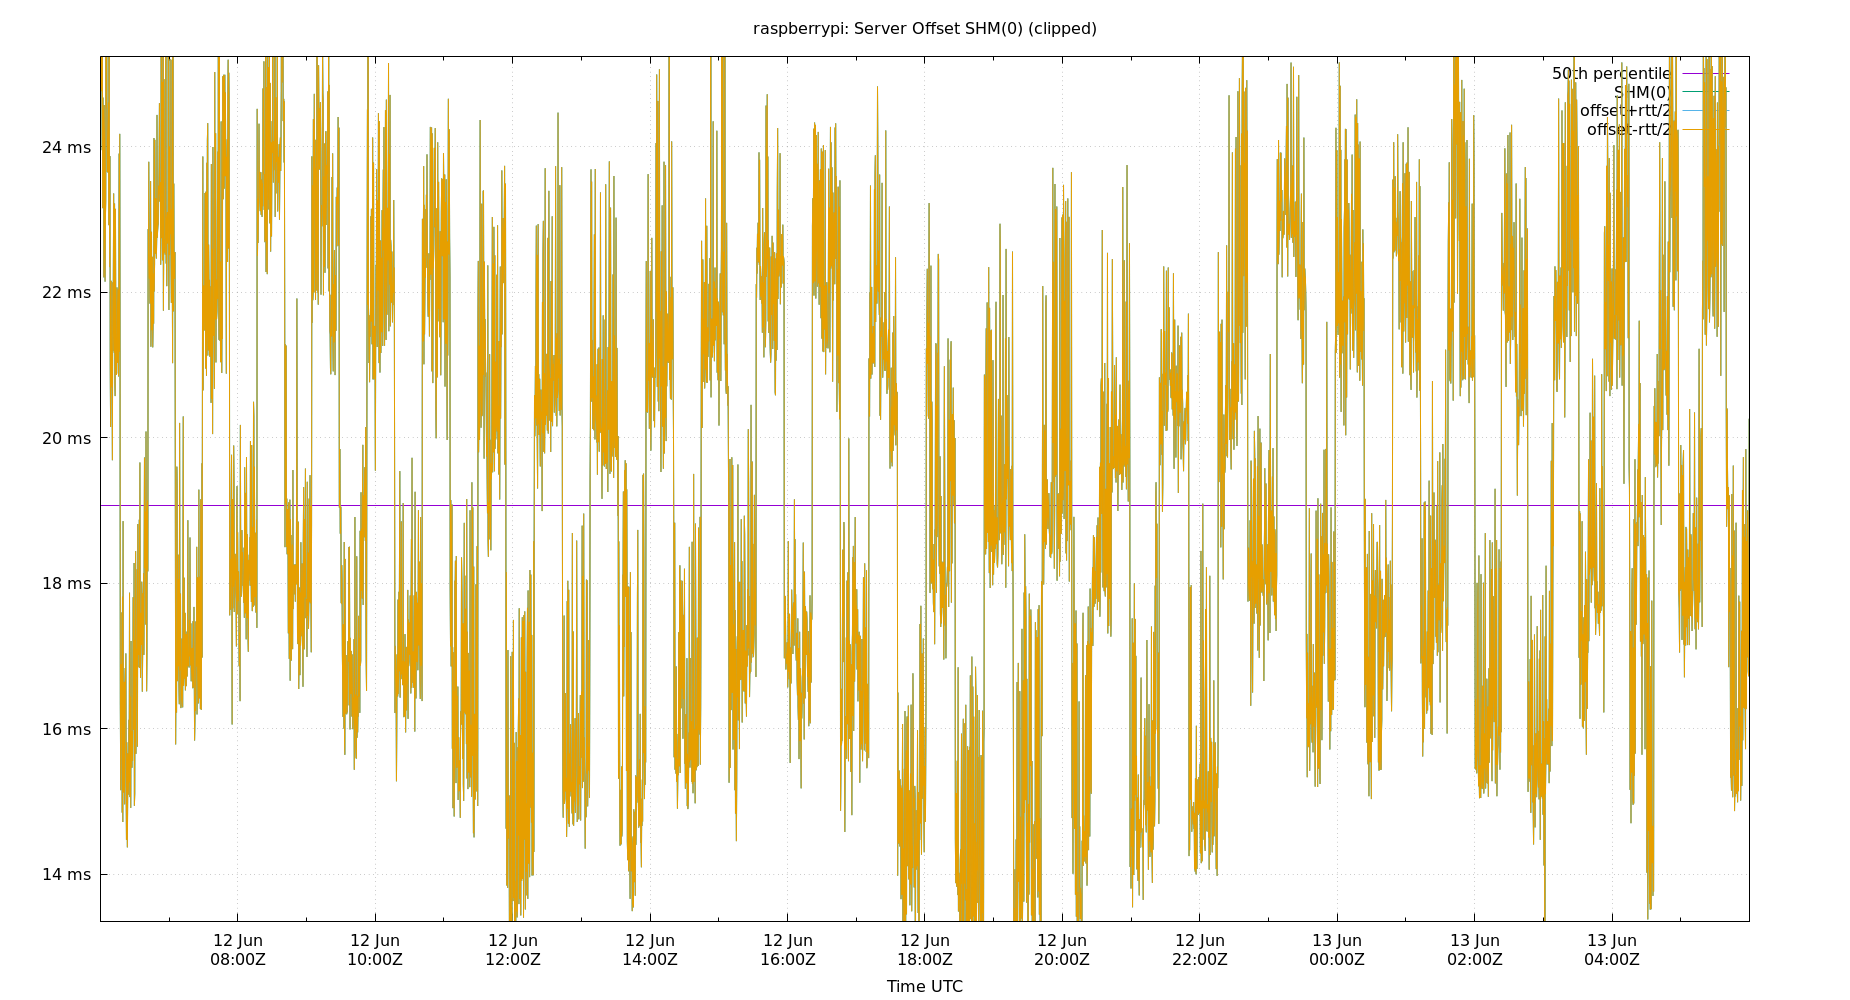 raspberrypi: Server Offset SHM(0) (clipped)
50th percentile
SHM(0)
offset+rtt/2
offset-rtt/2
24 ms
22 ms
20 ms
18 ms
16 ms
14 ms
12 Jun 12 Jun 12 Jun 12 Jun 12 Jun 12 Jun 12 Jun 12 Jun 13 Jun 13 Jun 13 Jun
08:00Z 10:00Z 12:00Z 14:00Z 16:00Z 18:00Z 20:00Z 22:00Z 00:00Z 02:00Z 04:00Z
Time UTC